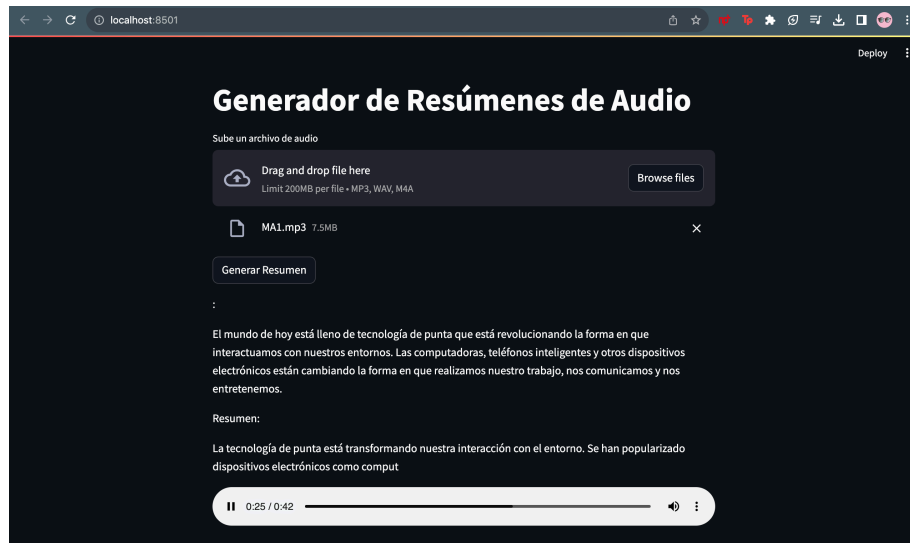 localhost:8501
Deploy
Generador de Resúmenes de Audio
Sube un archivo de audio
Drag and drop file here
Limit 200MB per file • MP3, WAV, M4A
Browse files
MA1.mp3 7.5MB
Generar Resumen
:
El mundo de hoy está lleno de tecnología de punta que está revolucionando la forma en que
interactuamos con nuestros entornos. Las computadoras, teléfonos inteligentes y otros dispositivos
electrónicos están cambiando la forma en que realizamos nuestro trabajo, nos comunicamos y nos
entretenemos.
Resumen:
La tecnología de punta está transformando nuestra interacción con el entorno. Se han popularizado
dispositivos electrónicos como comput
0:25 / 0:42